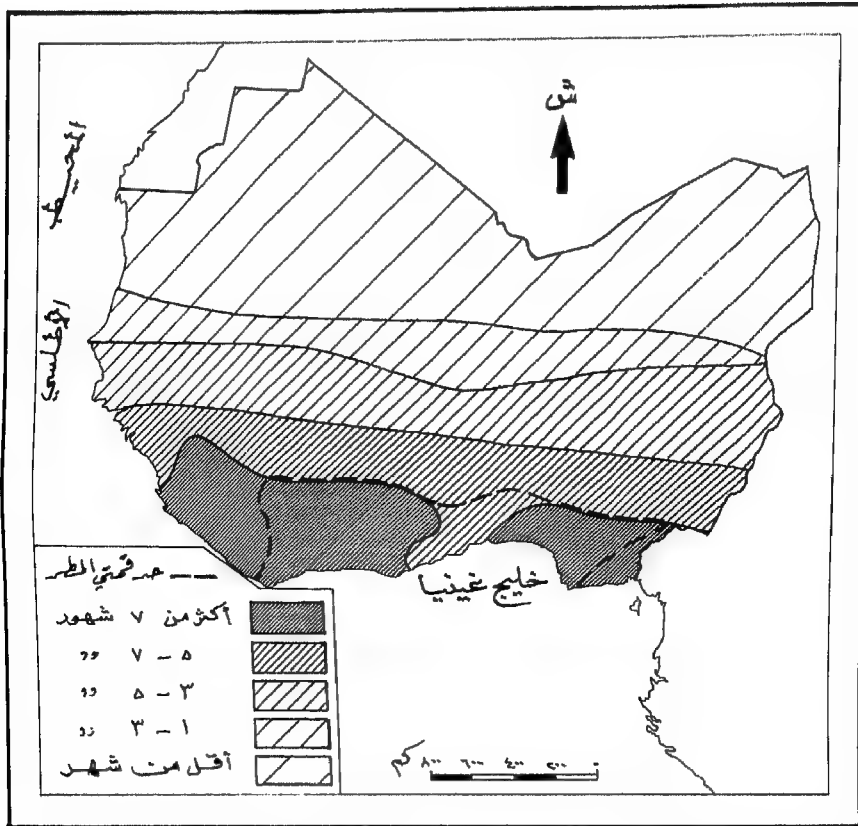 ش
المحيط
الأطلسي
خليج غينيا
حد قمتي المطر
أكثر من ٧ شهور
٥ - ٧ "
٣ - ٥ "
١ - ٣ "
أقل من شهر
كم ٨٠٠ ٦٠٠ ٤٠٠ ٢٠٠ ٠